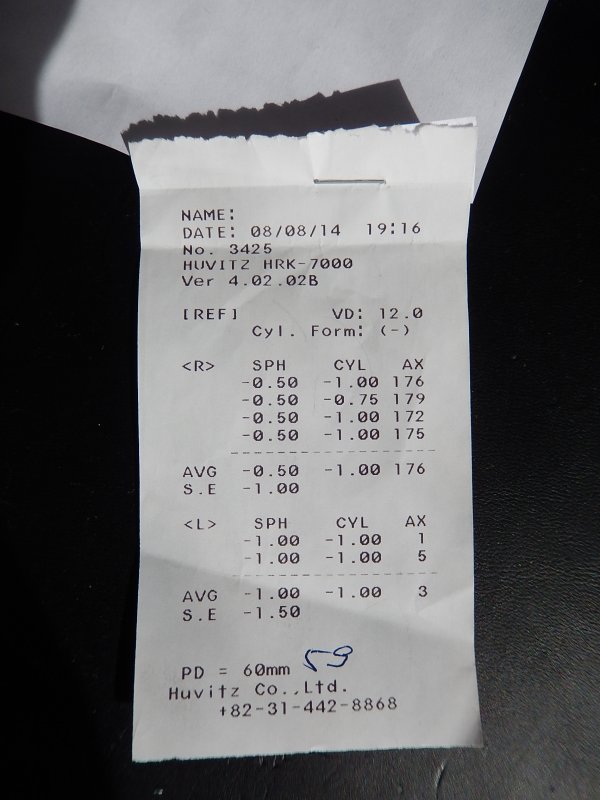 NAME:
DATE: 08/08/14 19:16
No. 3425
HUVITZ HRK-7000
Ver 4.02.02B
[REF] VD: 12.0
Cyl. Form: (-)
<R> SPH CYL AX
-0.50 -1.00 176
-0.50 -0.75 179
-0.50 -1.00 172
-0.50 -1.00 175
AVG -0.50 -1.00 176
S.E -1.00
<L> SPH CYL AX
-1.00 -1.00 1
-1.00 -1.00 5
AVG -1.00 -1.00 3
S.E -1.50
PD = 60mm 59
Huvitz Co.,Ltd.
+82-31-442-8868